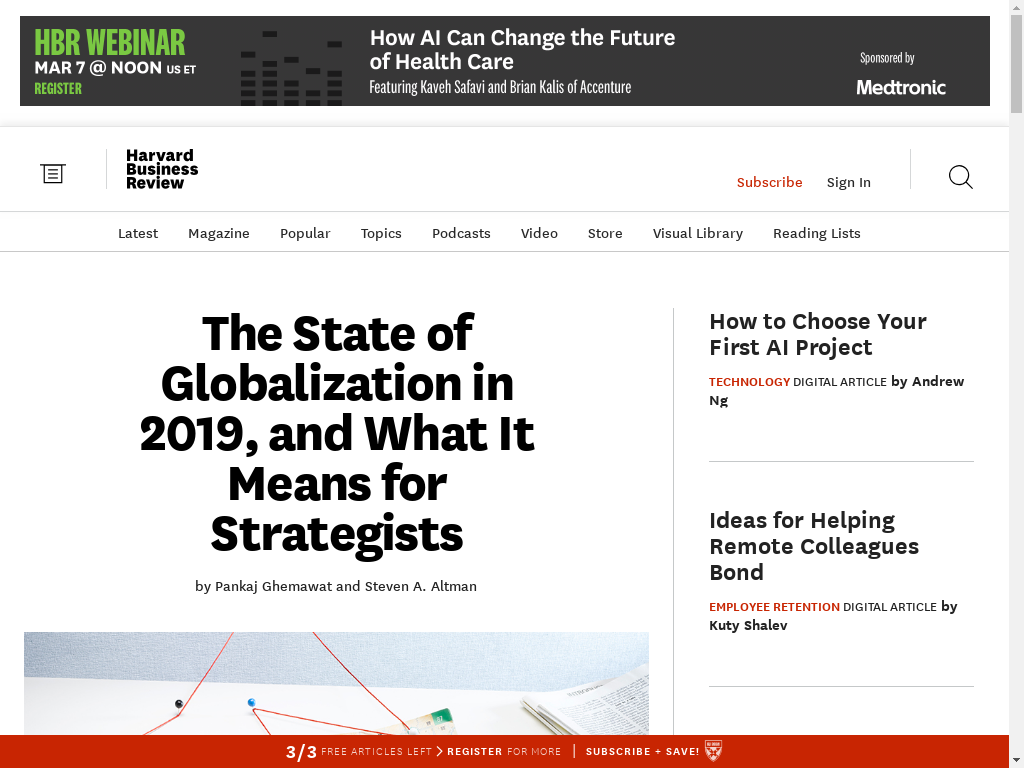 HBR WEBINAR
MAR 7 @ NOON US ET
REGISTER
How AI Can Change the Future
of Health Care
Featuring Kaveh Safavi and Brian Kalis of Accenture
Sponsored by
Medtronic
Harvard
Business
Review
Subscribe
Sign In
Latest
Magazine
Popular
Topics
Podcasts
Video
Store
Visual Library
Reading Lists
The State of
Globalization in
2019, and What It
Means for
Strategists
by Pankaj Ghemawat and Steven A. Altman
How to Choose Your
First AI Project
TECHNOLOGY DIGITAL ARTICLE by Andrew
Ng
Ideas for Helping
Remote Colleagues
Bond
EMPLOYEE RETENTION DIGITAL ARTICLE by
Kuty Shalev
3/3 FREE ARTICLES LEFT > REGISTER FOR MORE | SUBSCRIBE + SAVE!